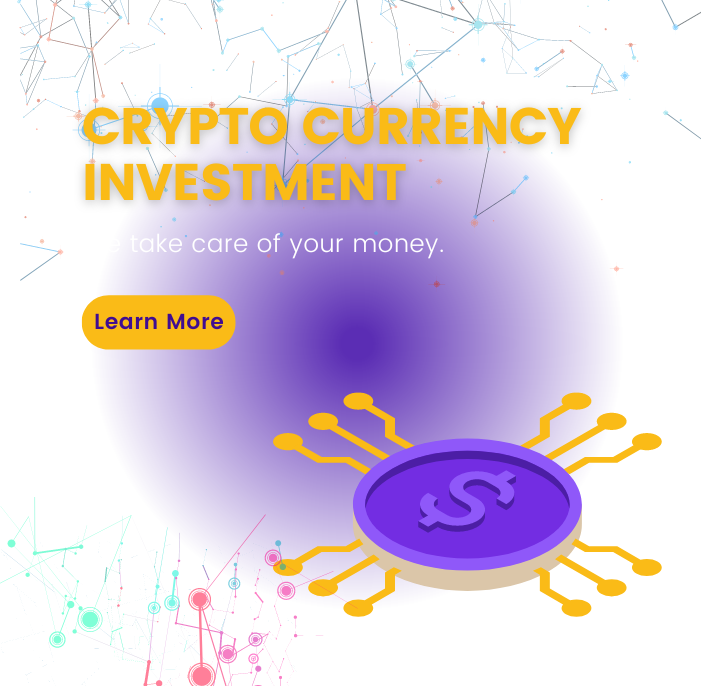 CRYPTO CURRENCY
INVESTMENT
take care of your money.
Learn More
$